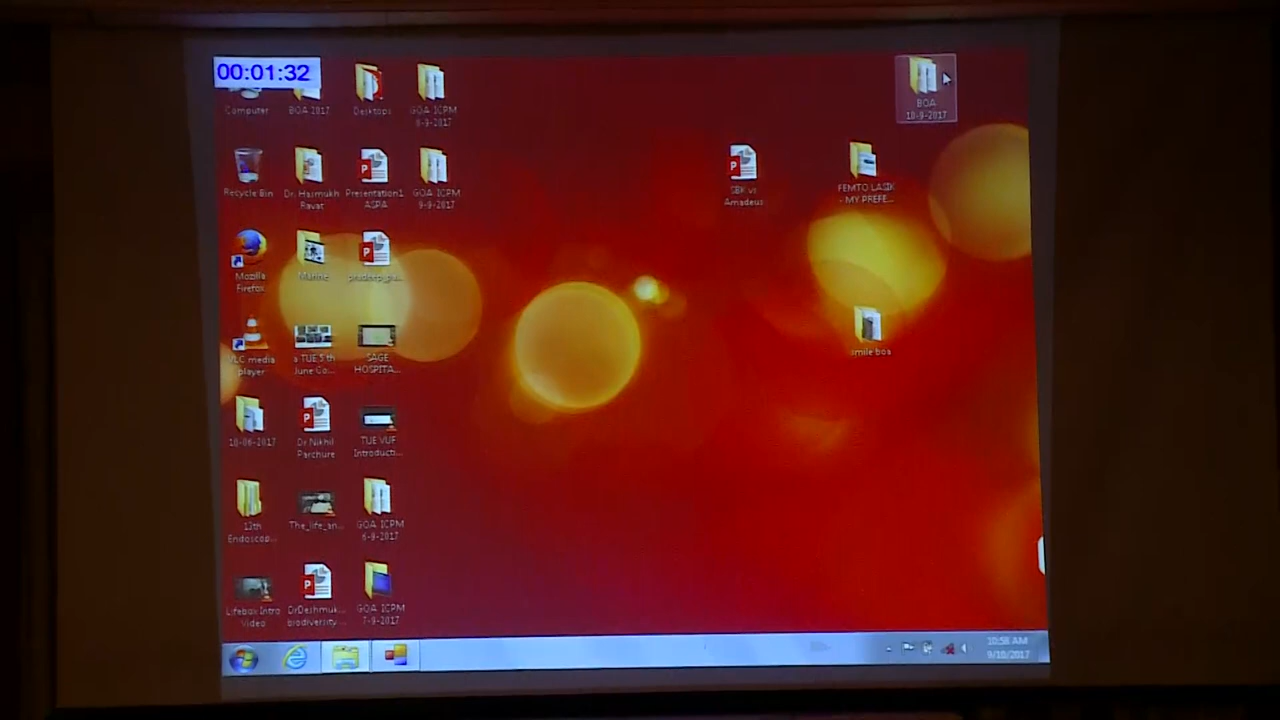 00:01:32
Computer
BOA 2017
Desktops
GOA ICPM
8-9-2017
BOA
10-9-2017
Recycle Bin
Dr. Hasmukh
Ravat
Presentation1
ASPA
GOA ICPM
9-9-2017
SBK vs
Amadeus
FEMTO LASIK
- MY PREFE...
Mozilla
Firefox
Marine
pradeep_
VLC media
player
a TUE 5 th
June Co...
SAGE
HOSPITA...
smile boa
10-06-2017
Dr Nikhil
Parchure
TUE VUF
Introducti...
12th
Endoscop...
The_life_an...
GOA ICPM
6-9-2017
Lifebox Intro
Video
DrDeshmuk...
biodiversity...
GOA ICPM
7-9-2017
10:58 AM
9/10/2017